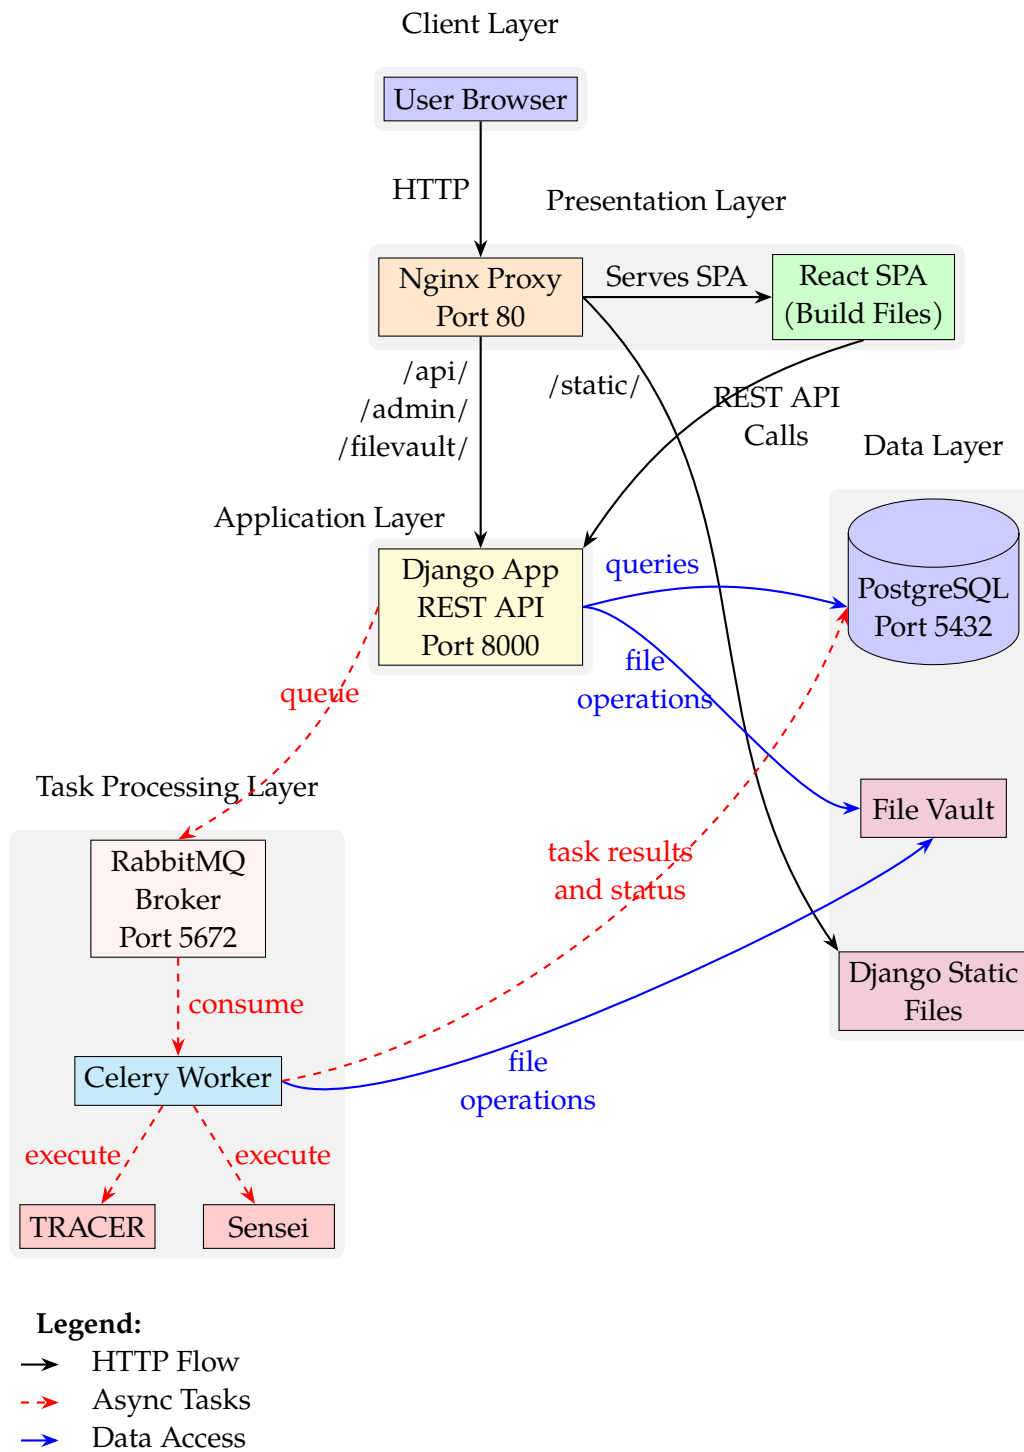 Client Layer
User Browser
HTTP
Presentation Layer
Nginx Proxy
Port 80
Serves SPA
React SPA
(Build Files)
/api/
/admin/
/filevault/
/static/
REST API
Calls
Data Layer
Application Layer
Django App
REST API
Port 8000
queries
PostgreSQL
Port 5432
file
operations
queue
Task Processing Layer
File Vault
RabbitMQ
Broker
Port 5672
task results
and status
consume
Django Static
Files
Celery Worker
file
operations
execute
execute
TRACER
Sensei
Legend:
HTTP Flow
Async Tasks
Data Access